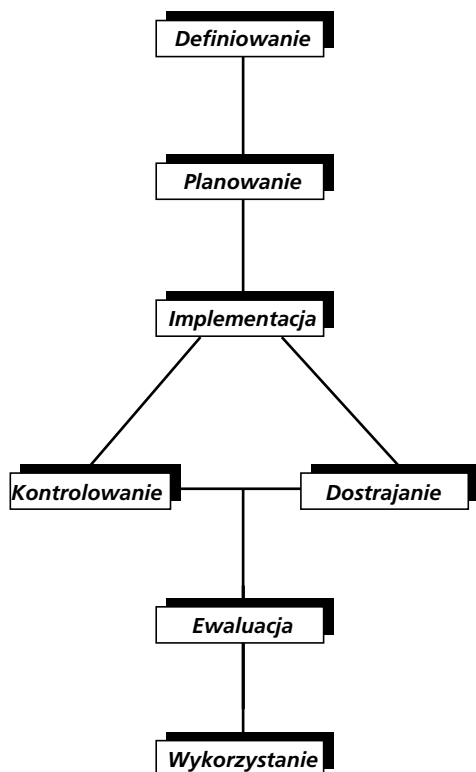 Definiowanie
Planowanie
Implementacja
Kontrolowanie
Dostrajanie
Ewaluacja
Wykorzystanie